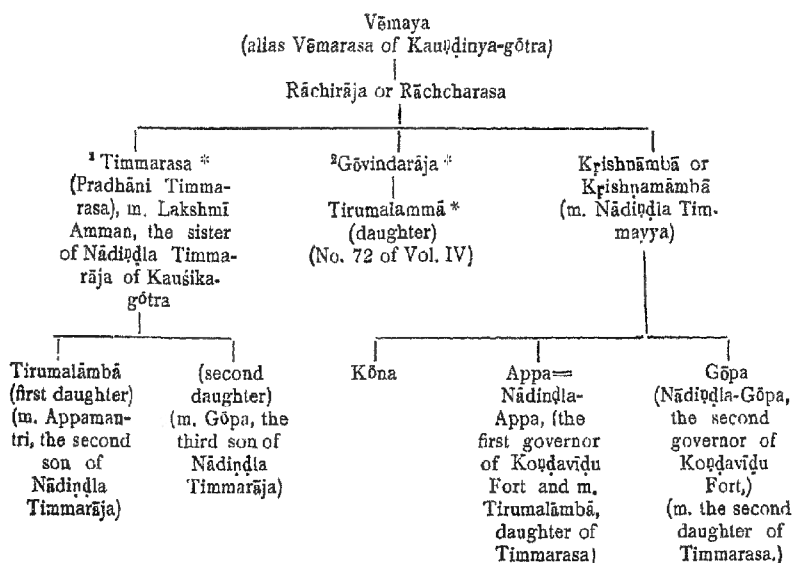 Vēmaya
(alias Vēmarasa of Kauṇḍinya-gōtra)
Rāchirāja or Rāchcharasa
¹ Timmarasa *
(Pradhāni Timma-
rasa), m. Lakshmī
Amman, the sister
of Nādiṇḍla Timma-
rāja of Kauśika-
gōtra
²Gōvindarāja *
Tirumalammā *
(daughter)
(No. 72 of Vol. IV)
Kṛishṇāmbā or
Kṛishṇamāmbā
(m. Nādiṇḍla Tim-
mayya)
Tirumalāmbā
(first daughter)
(m. Appaman-
tri, the second
son of
Nādiṇḍla
Timmarāja)
(second
daughter)
(m. Gōpa, the
third son of
Nādiṇḍla
Timmarāja)
Kōna
Appa=
Nādiṇḍla-
Appa, (the
first governor
of Koṇḍavīḍu
Fort and m.
Tirumalāmbā,
daughter of
Timmarasa)
Gōpa
(Nādiṇḍla-Gōpa,
the second
governor of
Koṇḍavīḍu
Fort,)
(m. the second
daughter of
Timmarasa.)